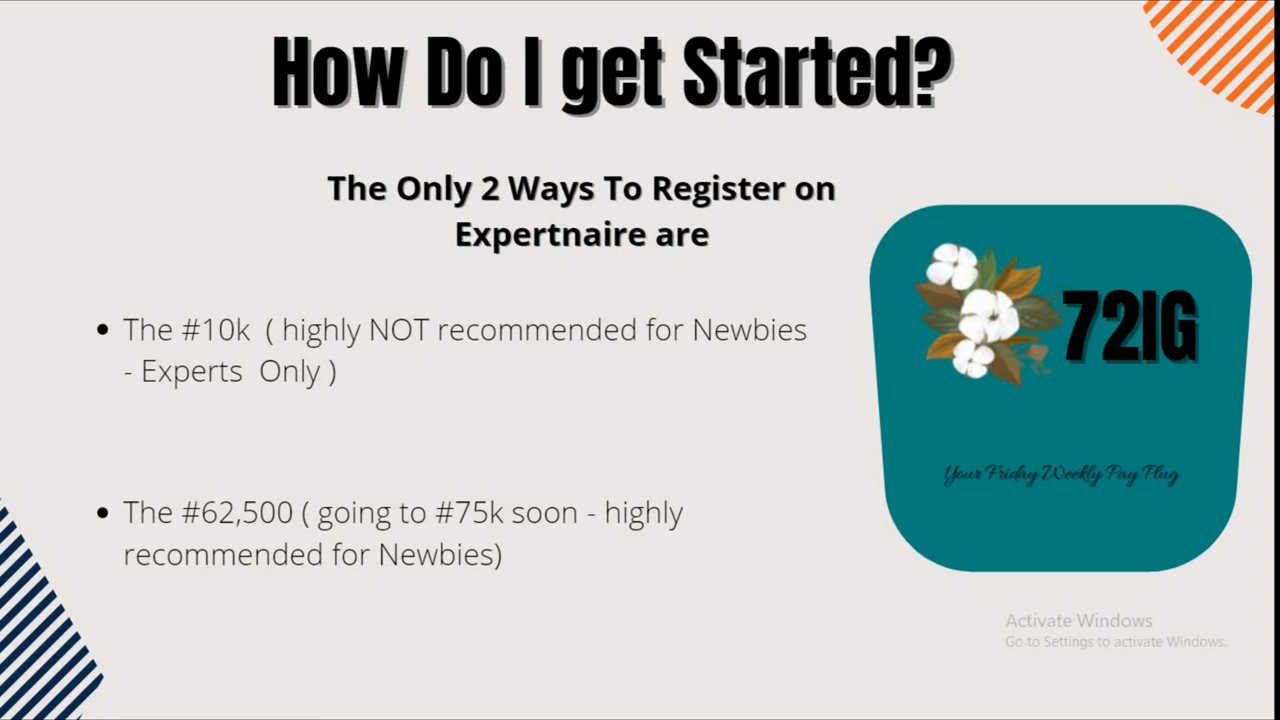 How Do I get Started?
The Only 2 Ways To Register on
Expertnaire are
The #10k ( highly NOT recommended for Newbies
- Experts Only )
The #62,500 ( going to #75k soon - highly
recommended for Newbies)
72IG
Your Friday Weekly Pay Plug
Activate Windows
Go to Settings to activate Windows.